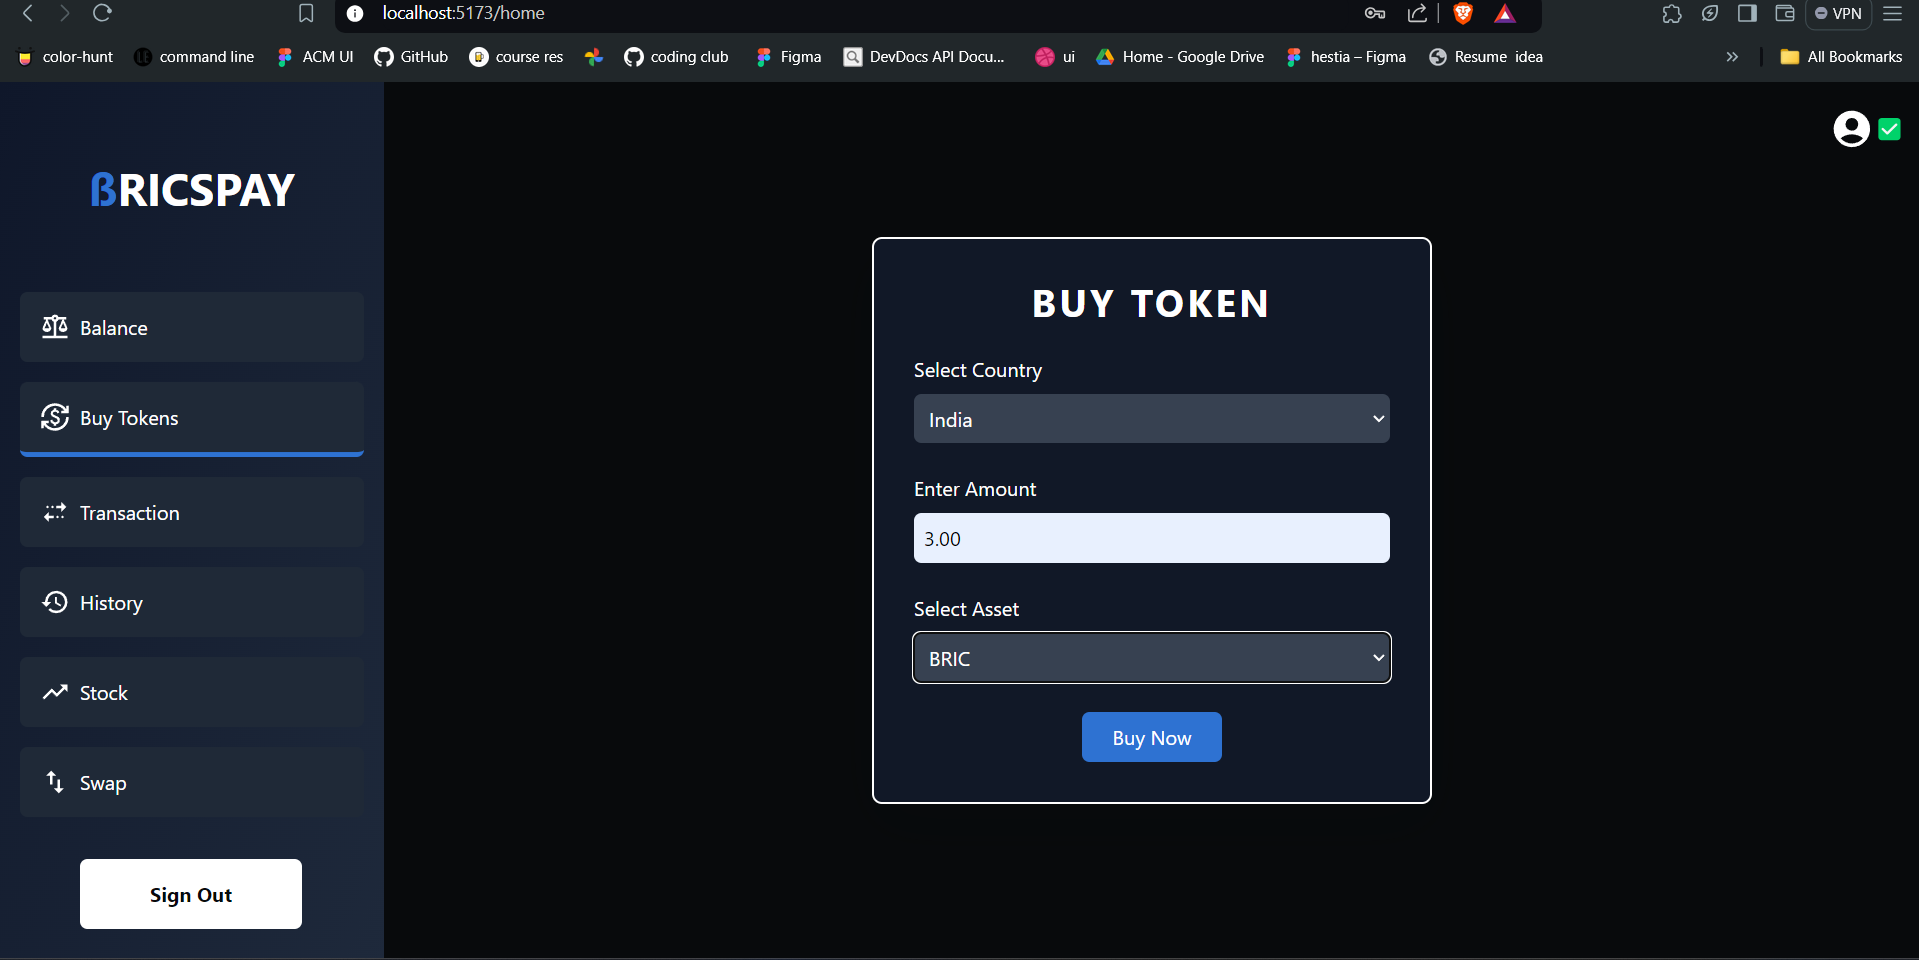 localhost:5173/home
VPN
color-hunt
command line
ACM UI
GitHub
course res
coding club
Figma
DevDocs API Docu...
ui
Home - Google Drive
hestia – Figma
Resume idea
All Bookmarks
ßRICSPAY
Balance
Buy Tokens
Transaction
History
Stock
Swap
Sign Out
BUY TOKEN
Select Country
India
Enter Amount
3.00
Select Asset
BRIC
Buy Now